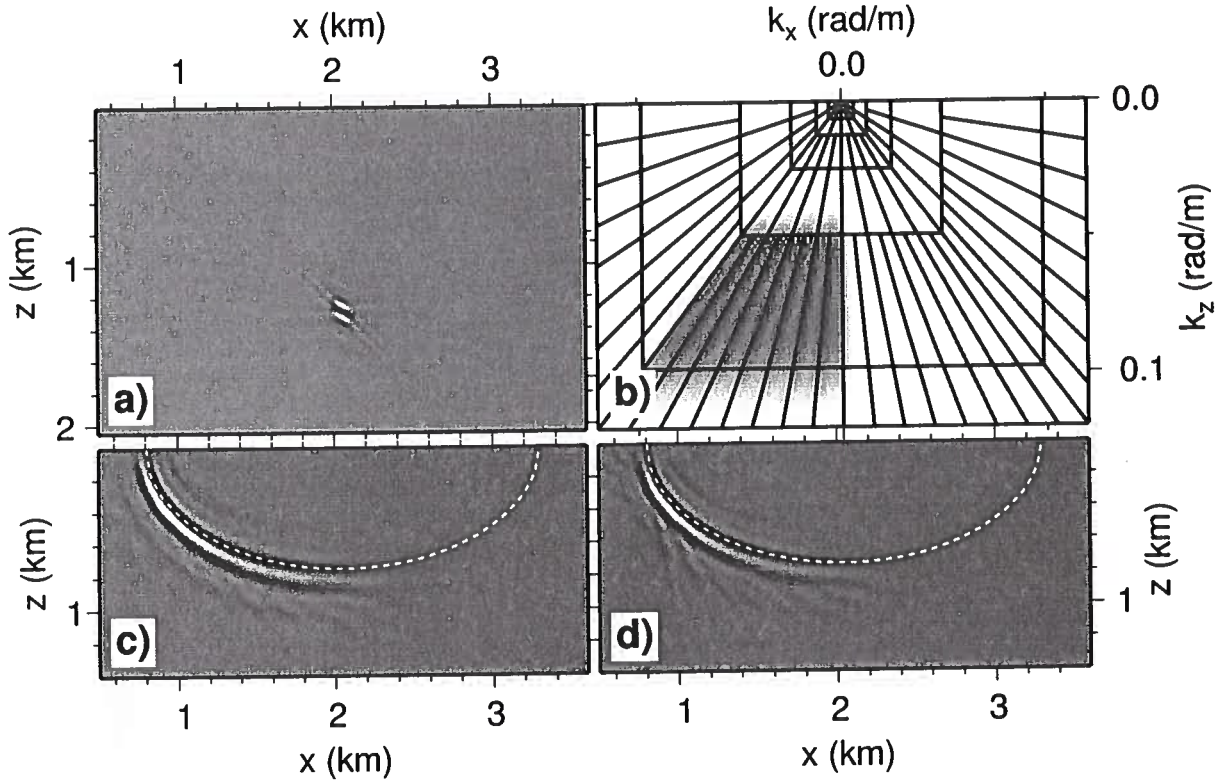 x (km)
kₓ (rad/m)
1 2 3
0.0
0.0
z (km)
1
2
a)
b)
k_z (rad/m)
0.1
z (km)
1
c)
d)
1
z (km)
1 2 3
1 2 3
x (km)
x (km)